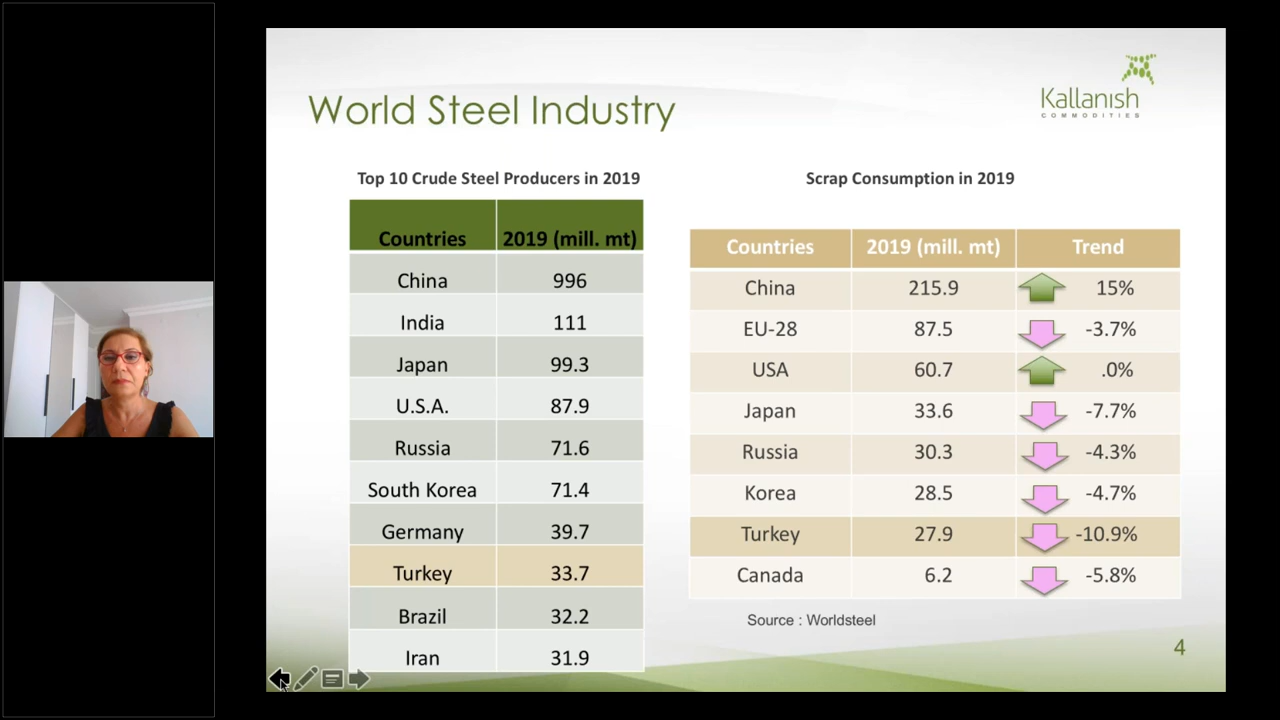 World Steel Industry
Kallanish
COMMODITIES
Top 10 Crude Steel Producers in 2019
Countries 2019 (mill. mt)
China 996
India 111
Japan 99.3
U.S.A. 87.9
Russia 71.6
South Korea 71.4
Germany 39.7
Turkey 33.7
Brazil 32.2
Iran 31.9
Scrap Consumption in 2019
Countries 2019 (mill. mt) Trend
China 215.9 15%
EU-28 87.5 -3.7%
USA 60.7 .0%
Japan 33.6 -7.7%
Russia 30.3 -4.3%
Korea 28.5 -4.7%
Turkey 27.9 -10.9%
Canada 6.2 -5.8%
Source : Worldsteel
4